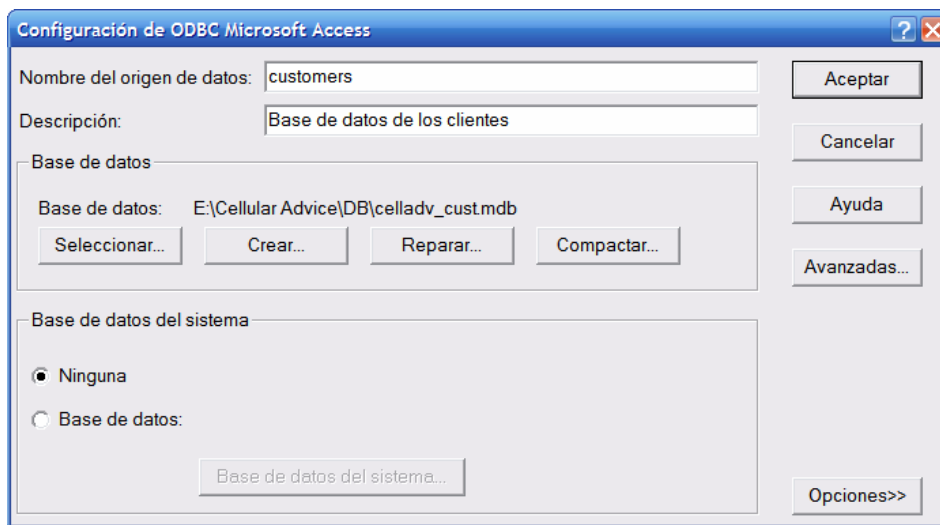 Configuración de ODBC Microsoft Access
Nombre del origen de datos: customers
Aceptar
Descripción: Base de datos de los clientes
Cancelar
Base de datos
Base de datos: E:\Cellular Advice\DB\celladv_cust.mdb
Ayuda
Seleccionar... Crear... Reparar... Compactar...
Avanzadas...
Base de datos del sistema
Ninguna
Base de datos:
Base de datos del sistema...
Opciones>>